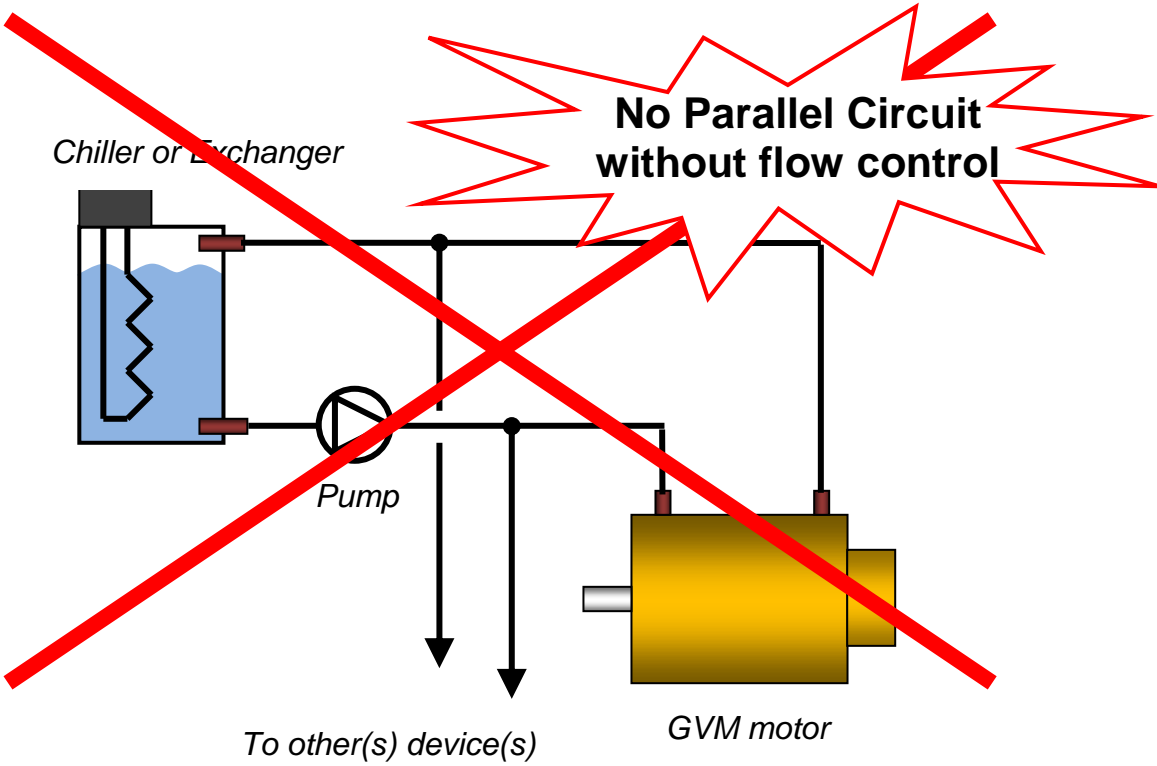 No Parallel Circuit
without flow control
Chiller or Exchanger
Pump
GVM motor
To other(s) device(s)